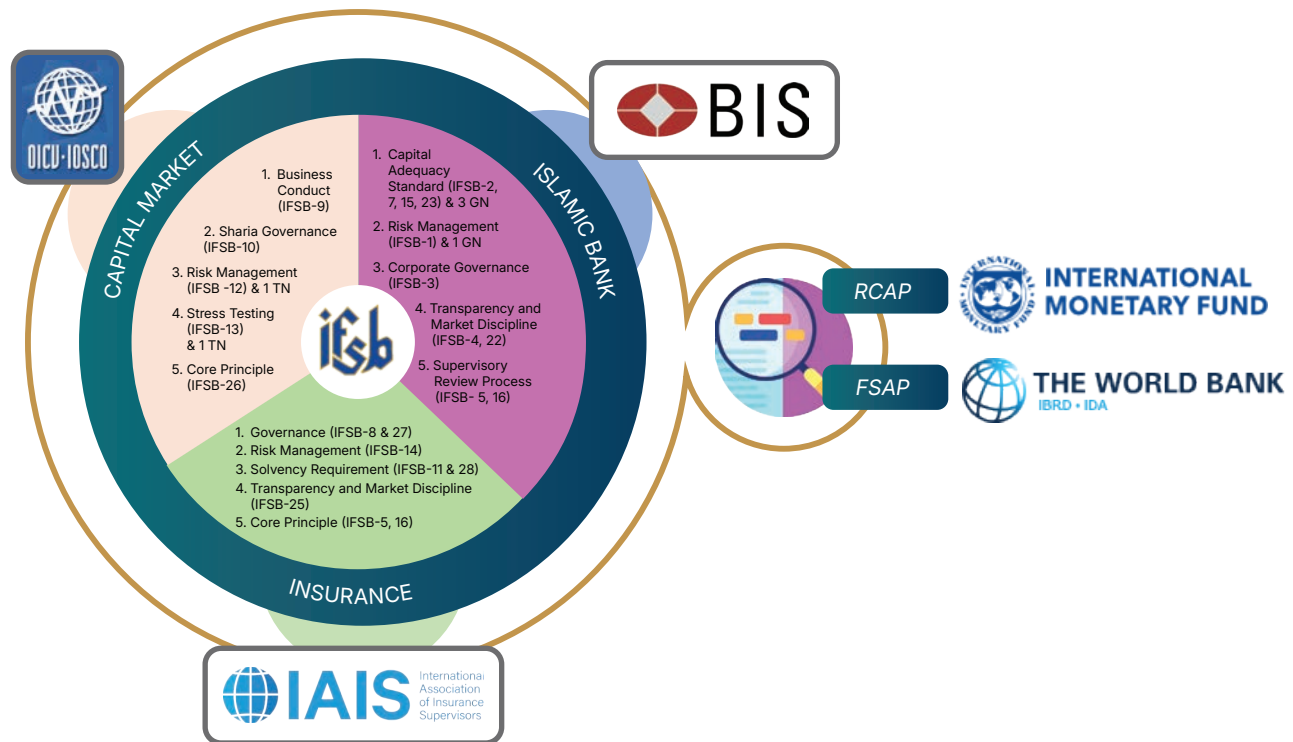 OICU-IOSCO
BIS
CAPITAL MARKET
ISLAMIC BANK
INSURANCE
1. Business
Conduct
(IFSB-9)
2. Sharia Governance
(IFSB-10)
3. Risk Management
(IFSB -12) & 1 TN
4. Stress Testing
(IFSB-13)
& 1 TN
5. Core Principle
(IFSB-26)
1. Capital
Adequacy
Standard (IFSB-2,
7, 15, 23) & 3 GN
2. Risk Management
(IFSB-1) & 1 GN
3. Corporate Governance
(IFSB-3)
4. Transparency and
Market Discipline
(IFSB-4, 22)
5. Supervisory
Review Process
(IFSB- 5, 16)
ifsb
1. Governance (IFSB-8 & 27)
2. Risk Management (IFSB-14)
3. Solvency Requirement (IFSB-11 & 28)
4. Transparency and Market Discipline
(IFSB-25)
5. Core Principle (IFSB-5, 16)
IAIS
International
Association
of Insurance
Supervisors
RCAP
INTERNATIONAL MONETARY FUND
INTERNATIONAL
MONETARY FUND
FSAP
THE WORLD BANK
IBRD • IDA